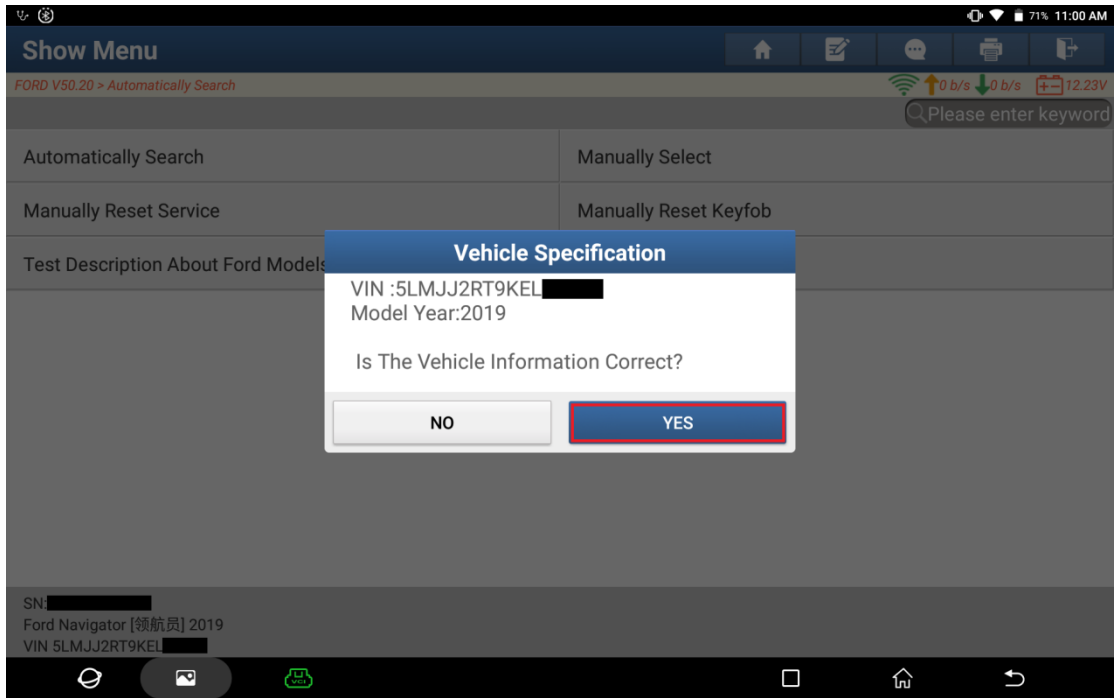 71% 11:00 AM
Show Menu
FORD V50.20 > Automatically Search
0 b/s 0 b/s 12.23V
Please enter keyword
Automatically Search
Manually Select
Manually Reset Service
Manually Reset Keyfob
Test Description About Ford Models
Vehicle Specification
VIN :5LMJJ2RT9KEL
Model Year:2019
Is The Vehicle Information Correct?
NO
YES
SN:
Ford Navigator [领航员] 2019
VIN 5LMJJ2RT9KEL
VCI